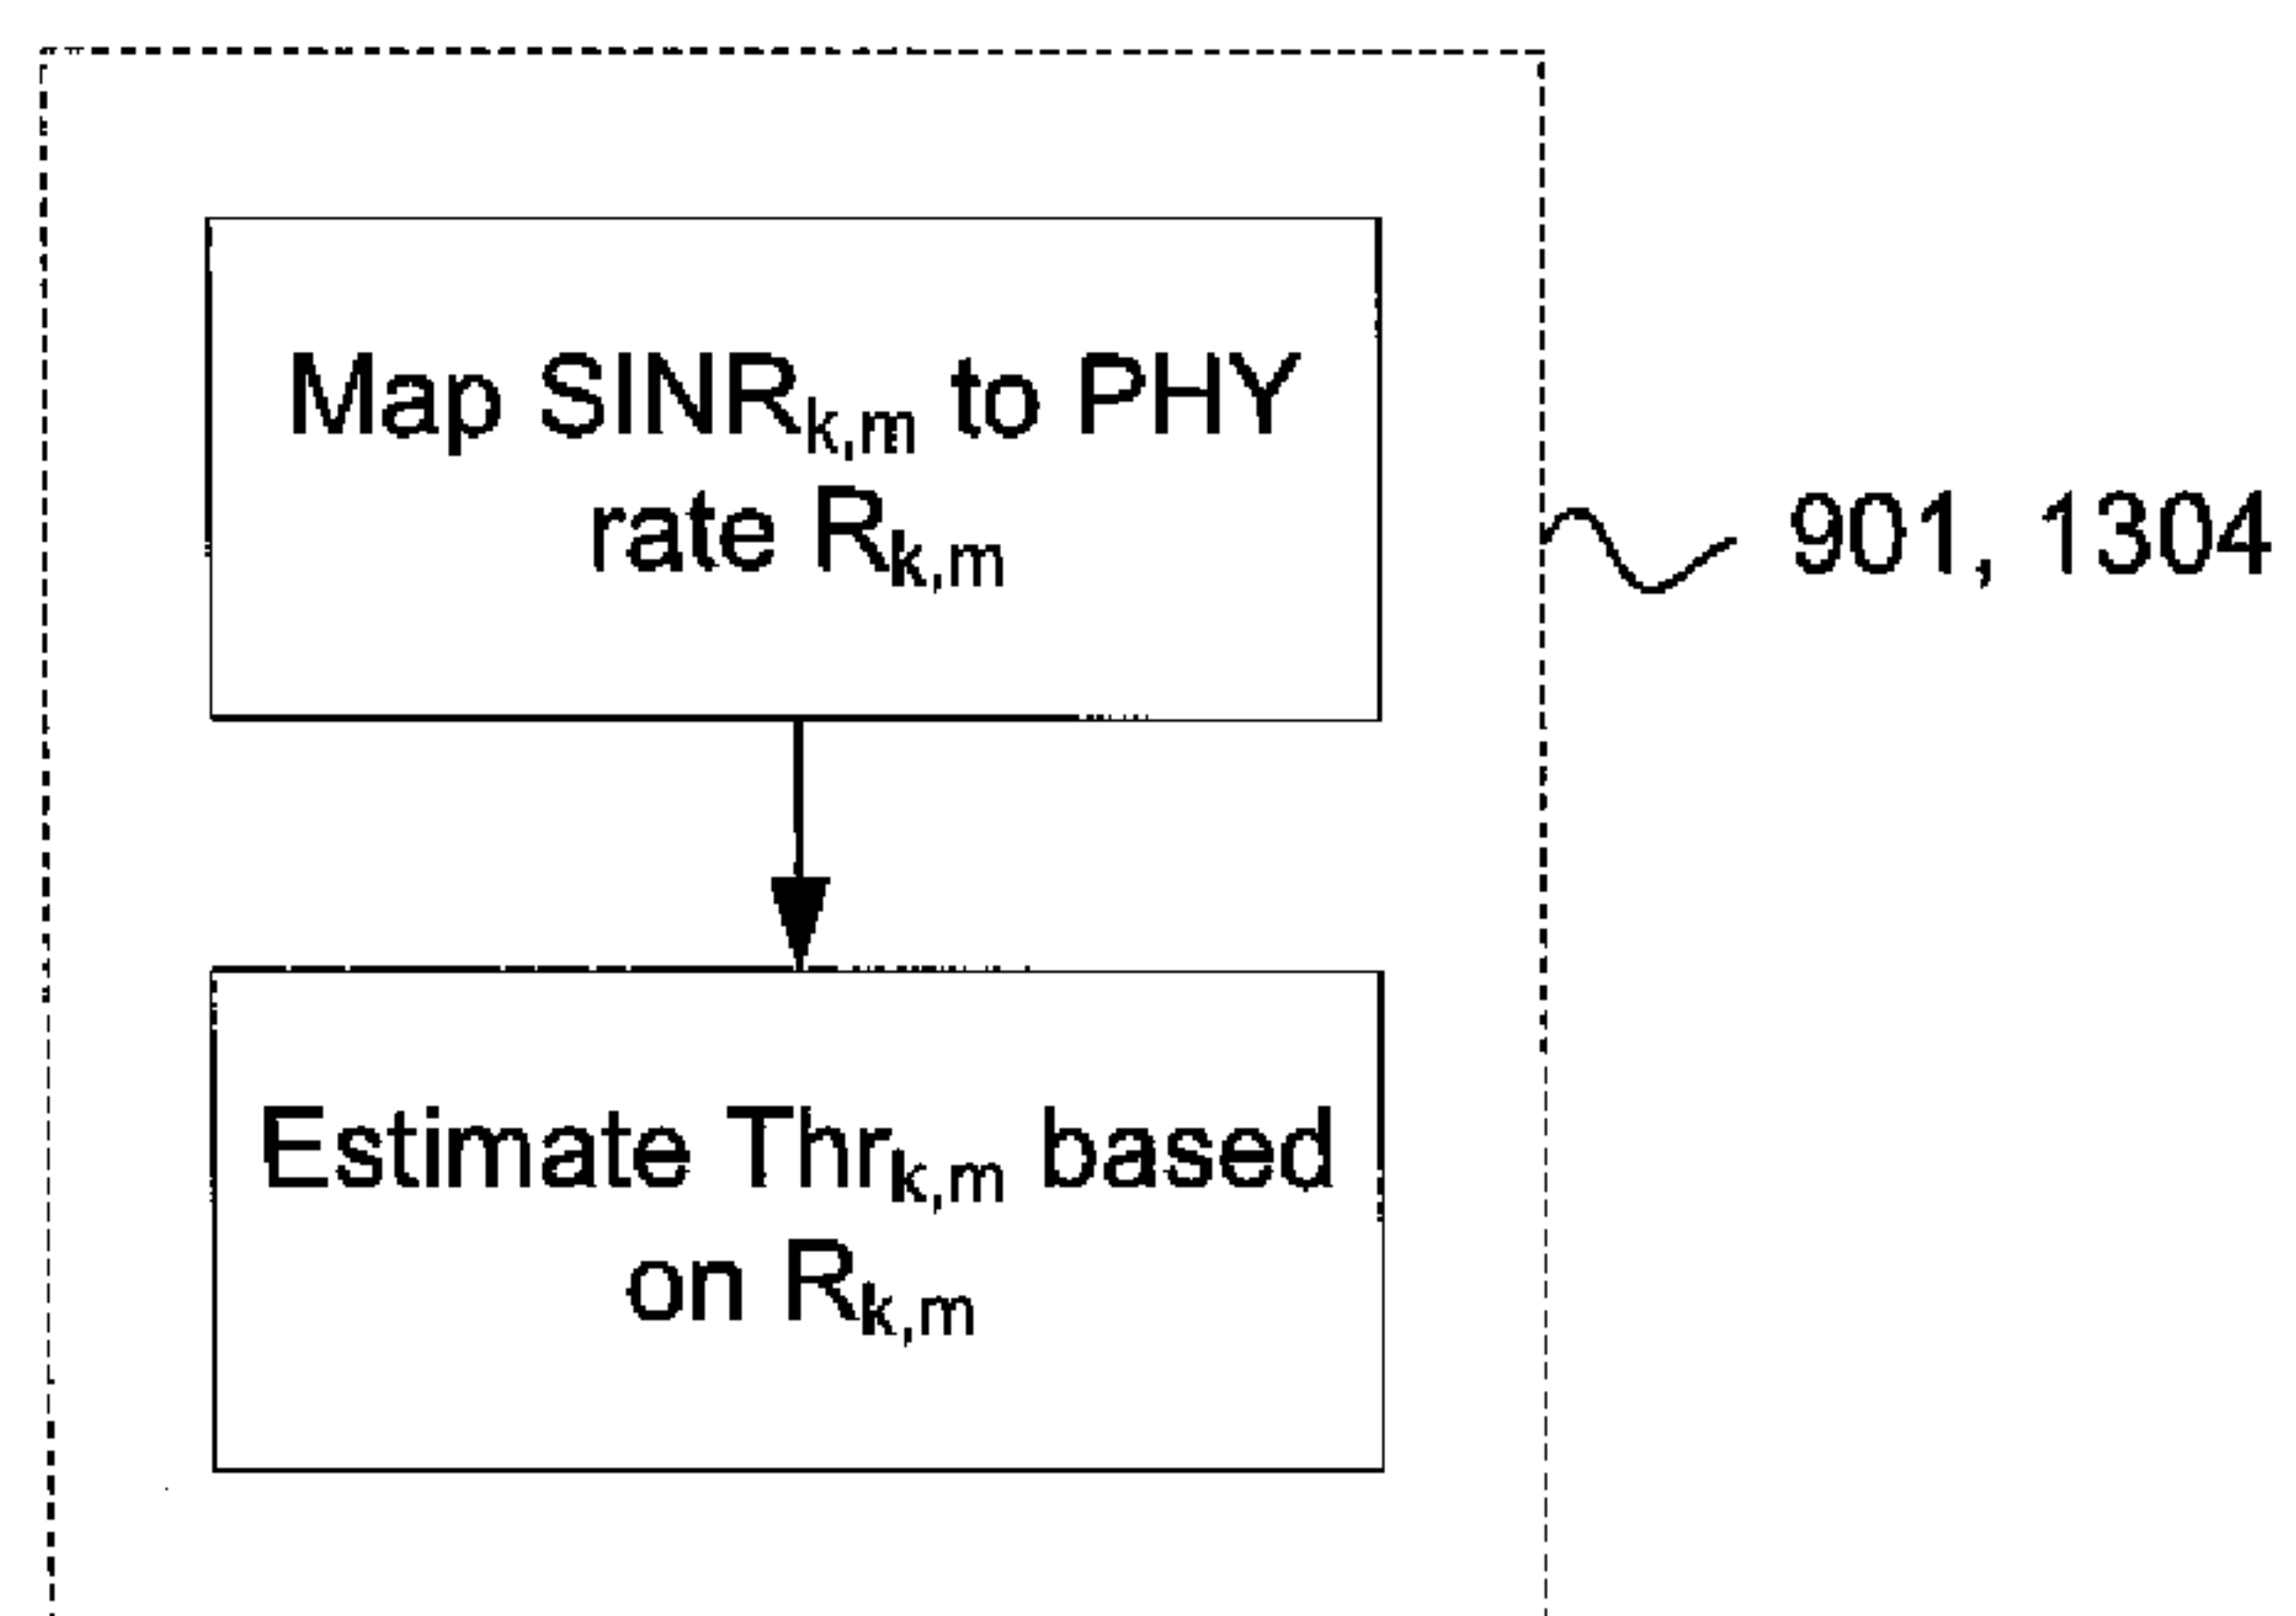 Map SINRk,m to PHY
rate Rk,m
901, 1304
Estimate Thrk,m based
on Rk,m